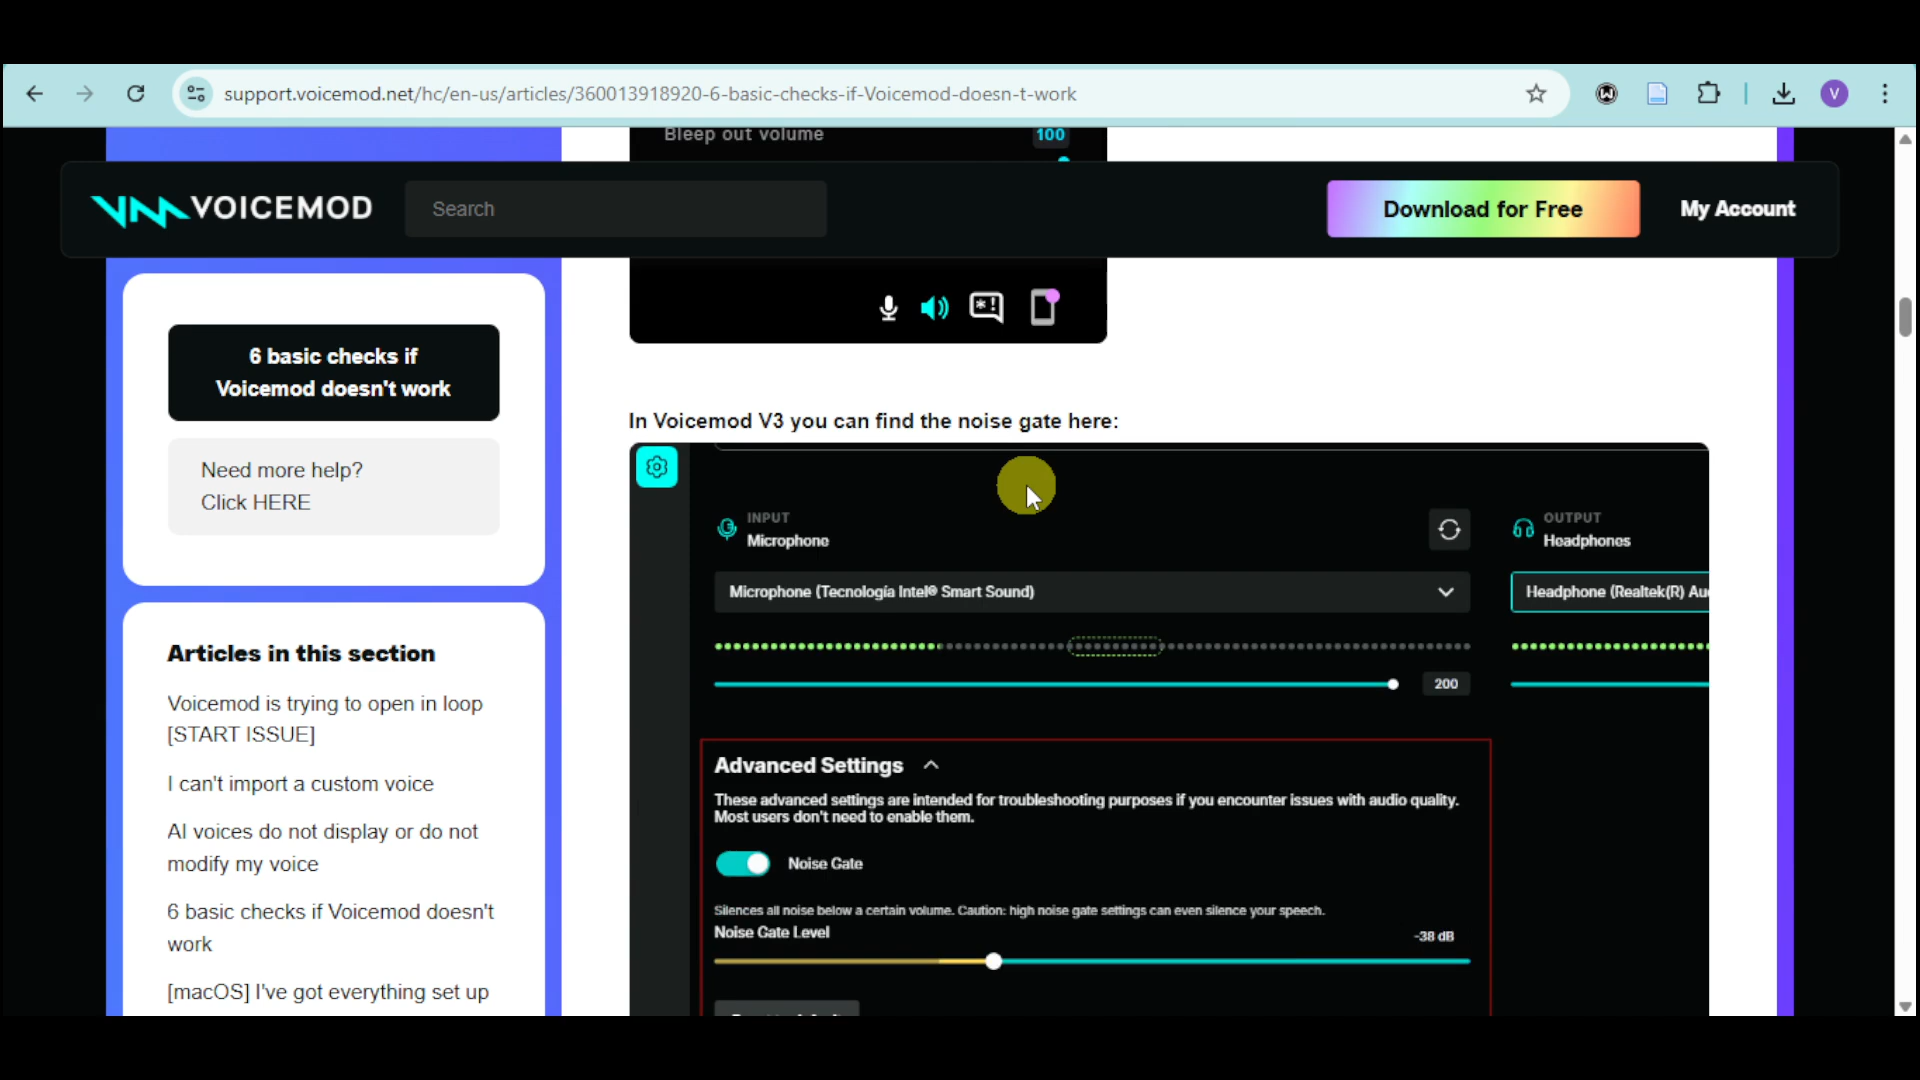 support.voicemod.net/hc/en-us/articles/360013918920-6-basic-checks-if-Voicemod-doesn-t-work
V
Bleep out volume
100
VOICEMOD
Search
Download for Free
My Account
6 basic checks if
Voicemod doesn't work
Need more help?
Click HERE
Articles in this section
Voicemod is trying to open in loop
[START ISSUE]
I can't import a custom voice
AI voices do not display or do not
modify my voice
6 basic checks if Voicemod doesn't
work
[macOS] I've got everything set up
In Voicemod V3 you can find the noise gate here:
INPUT
Microphone
OUTPUT
Headphones
Microphone (Tecnología Intel® Smart Sound)
Headphone (Realtek(R) Au
200
Advanced Settings
These advanced settings are intended for troubleshooting purposes if you encounter issues with audio quality.
Most users don't need to enable them.
Noise Gate
Silences all noise below a certain volume. Caution: high noise gate settings can even silence your speech.
Noise Gate Level
-38 dB